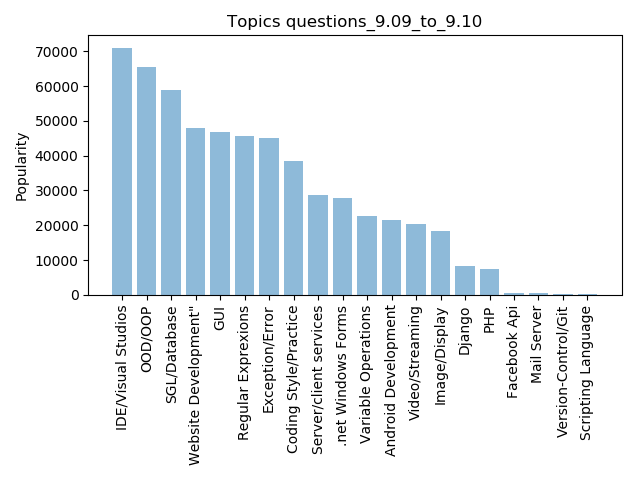 Topics questions_9.09_to_9.10
Popularity
70000
60000
50000
40000
30000
20000
10000
0
IDE/Visual Studios
OOD/OOP
SGL/Database
Website Development"
GUI
Regular Exprexions
Exception/Error
Coding Style/Practice
Server/client services
.net Windows Forms
Variable Operations
Android Development
Video/Streaming
Image/Display
Django
PHP
Facebook Api
Mail Server
Version-Control/Git
Scripting Language